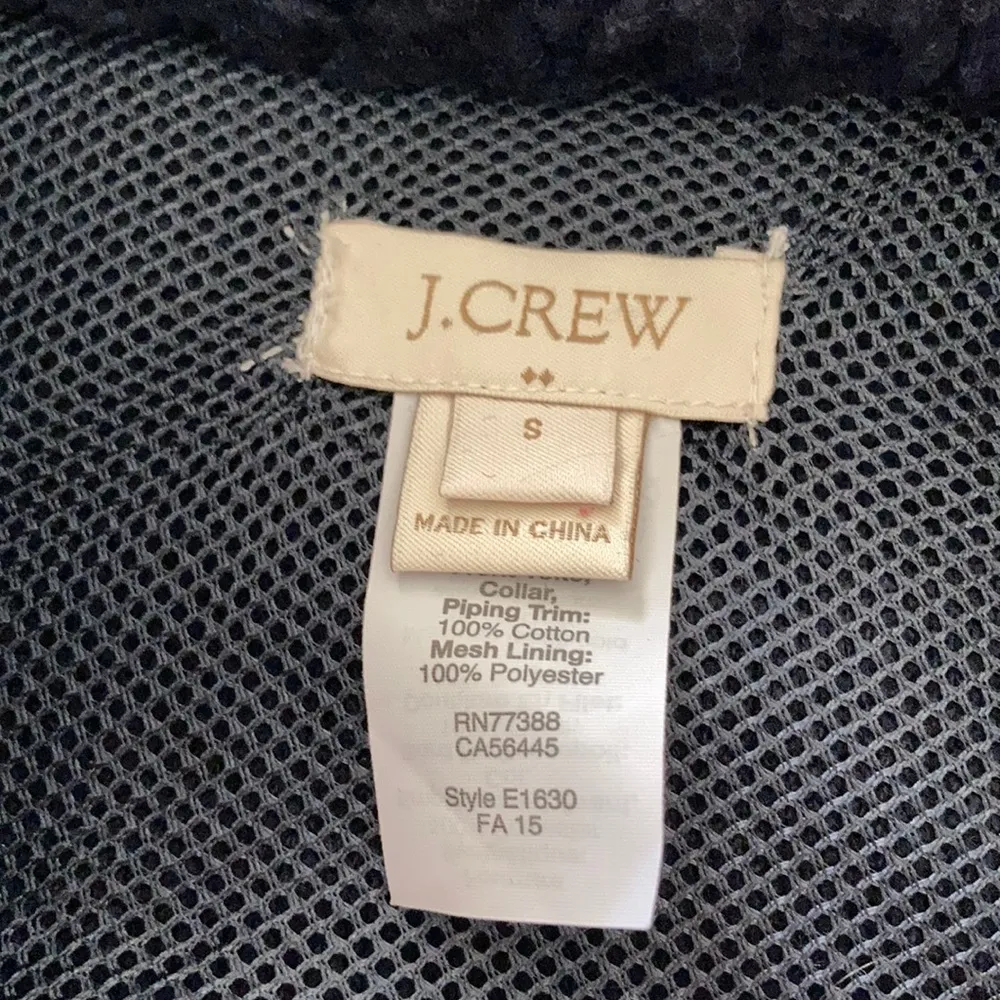 J.CREW
S
MADE IN CHINA
Collar,
Piping Trim:
100% Cotton
Mesh Lining:
100% Polyester
RN77388
CA56445
Style E1630
FA 15